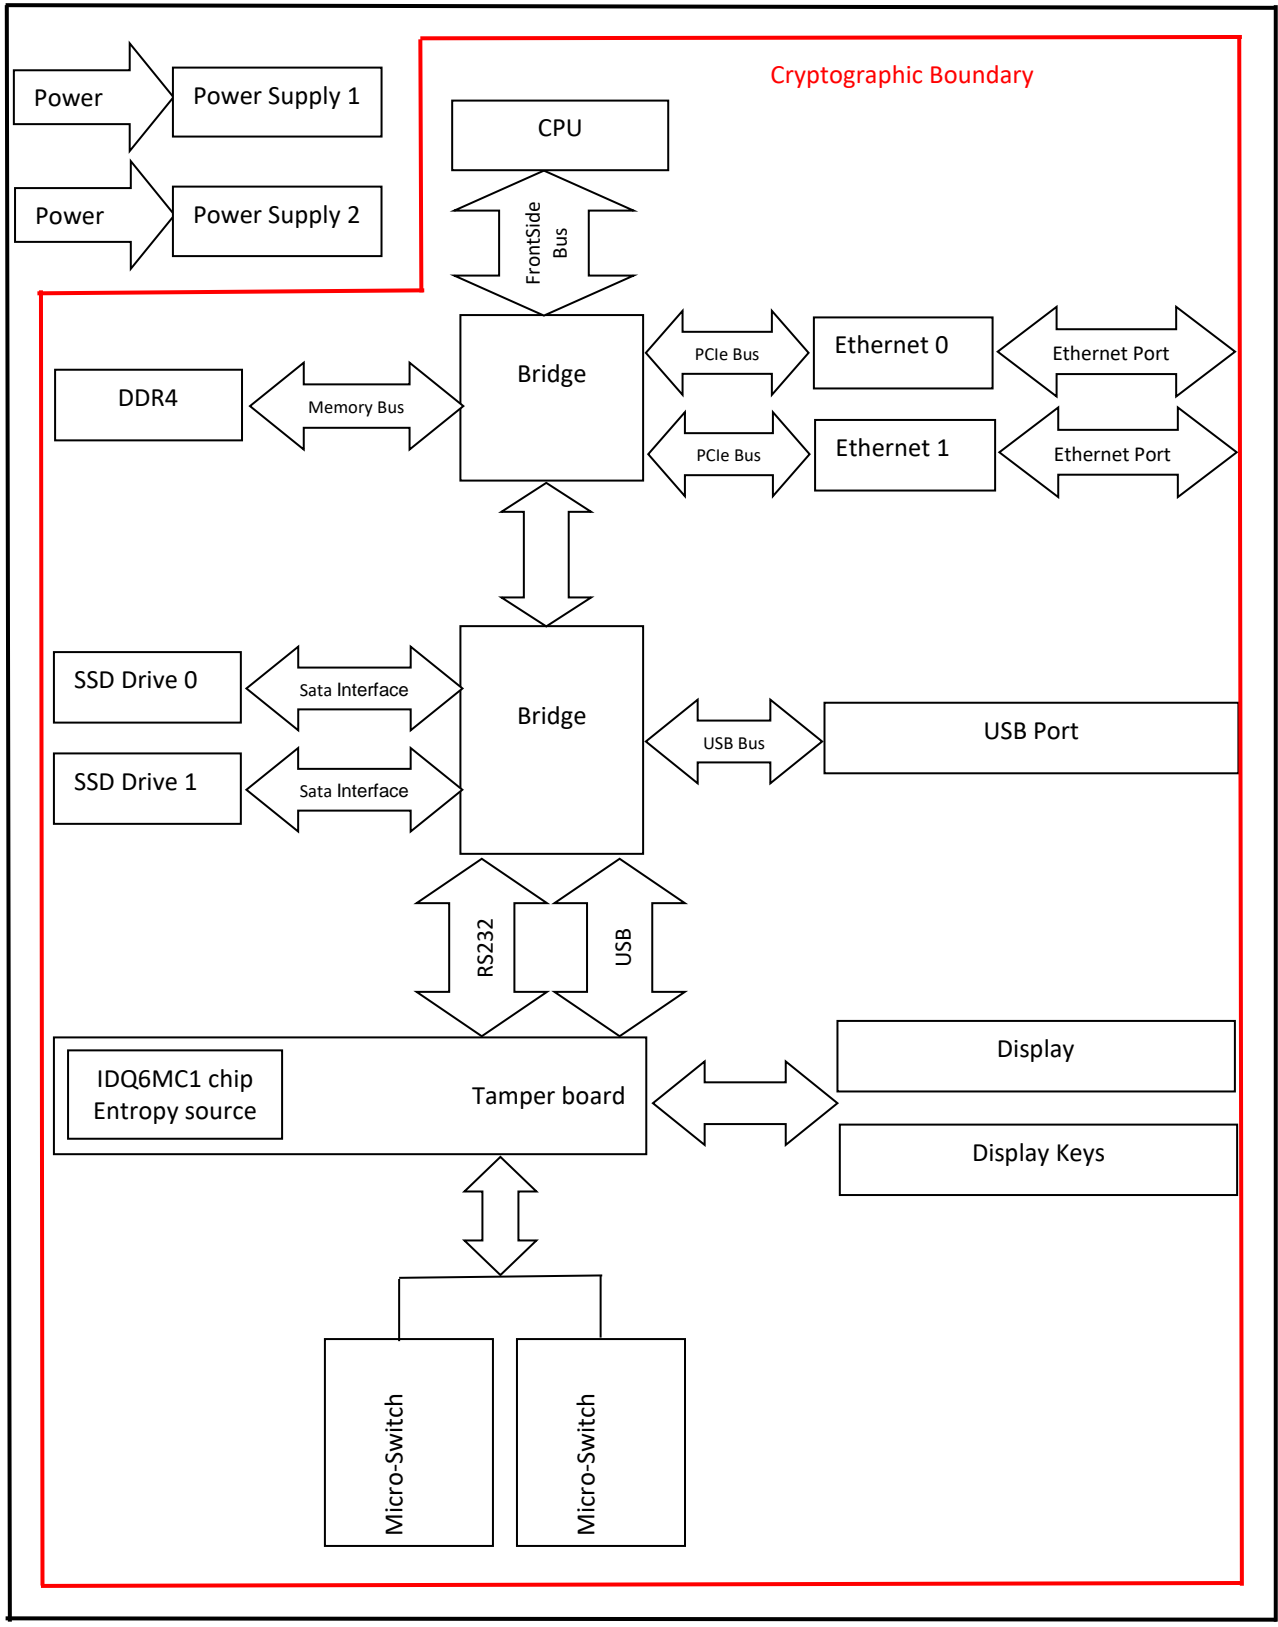 Cryptographic Boundary
Power
Power Supply 1
CPU
Power
Power Supply 2
FrontSide
Bus
Bridge
PCIe Bus
Ethernet 0
Ethernet Port
DDR4
Memory Bus
PCIe Bus
Ethernet 1
Ethernet Port
SSD Drive 0
Sata Interface
Bridge
USB Bus
USB Port
SSD Drive 1
Sata Interface
RS232
USB
IDQ6MC1 chip
Entropy source
Tamper board
Display
Display Keys
Micro-Switch
Micro-Switch